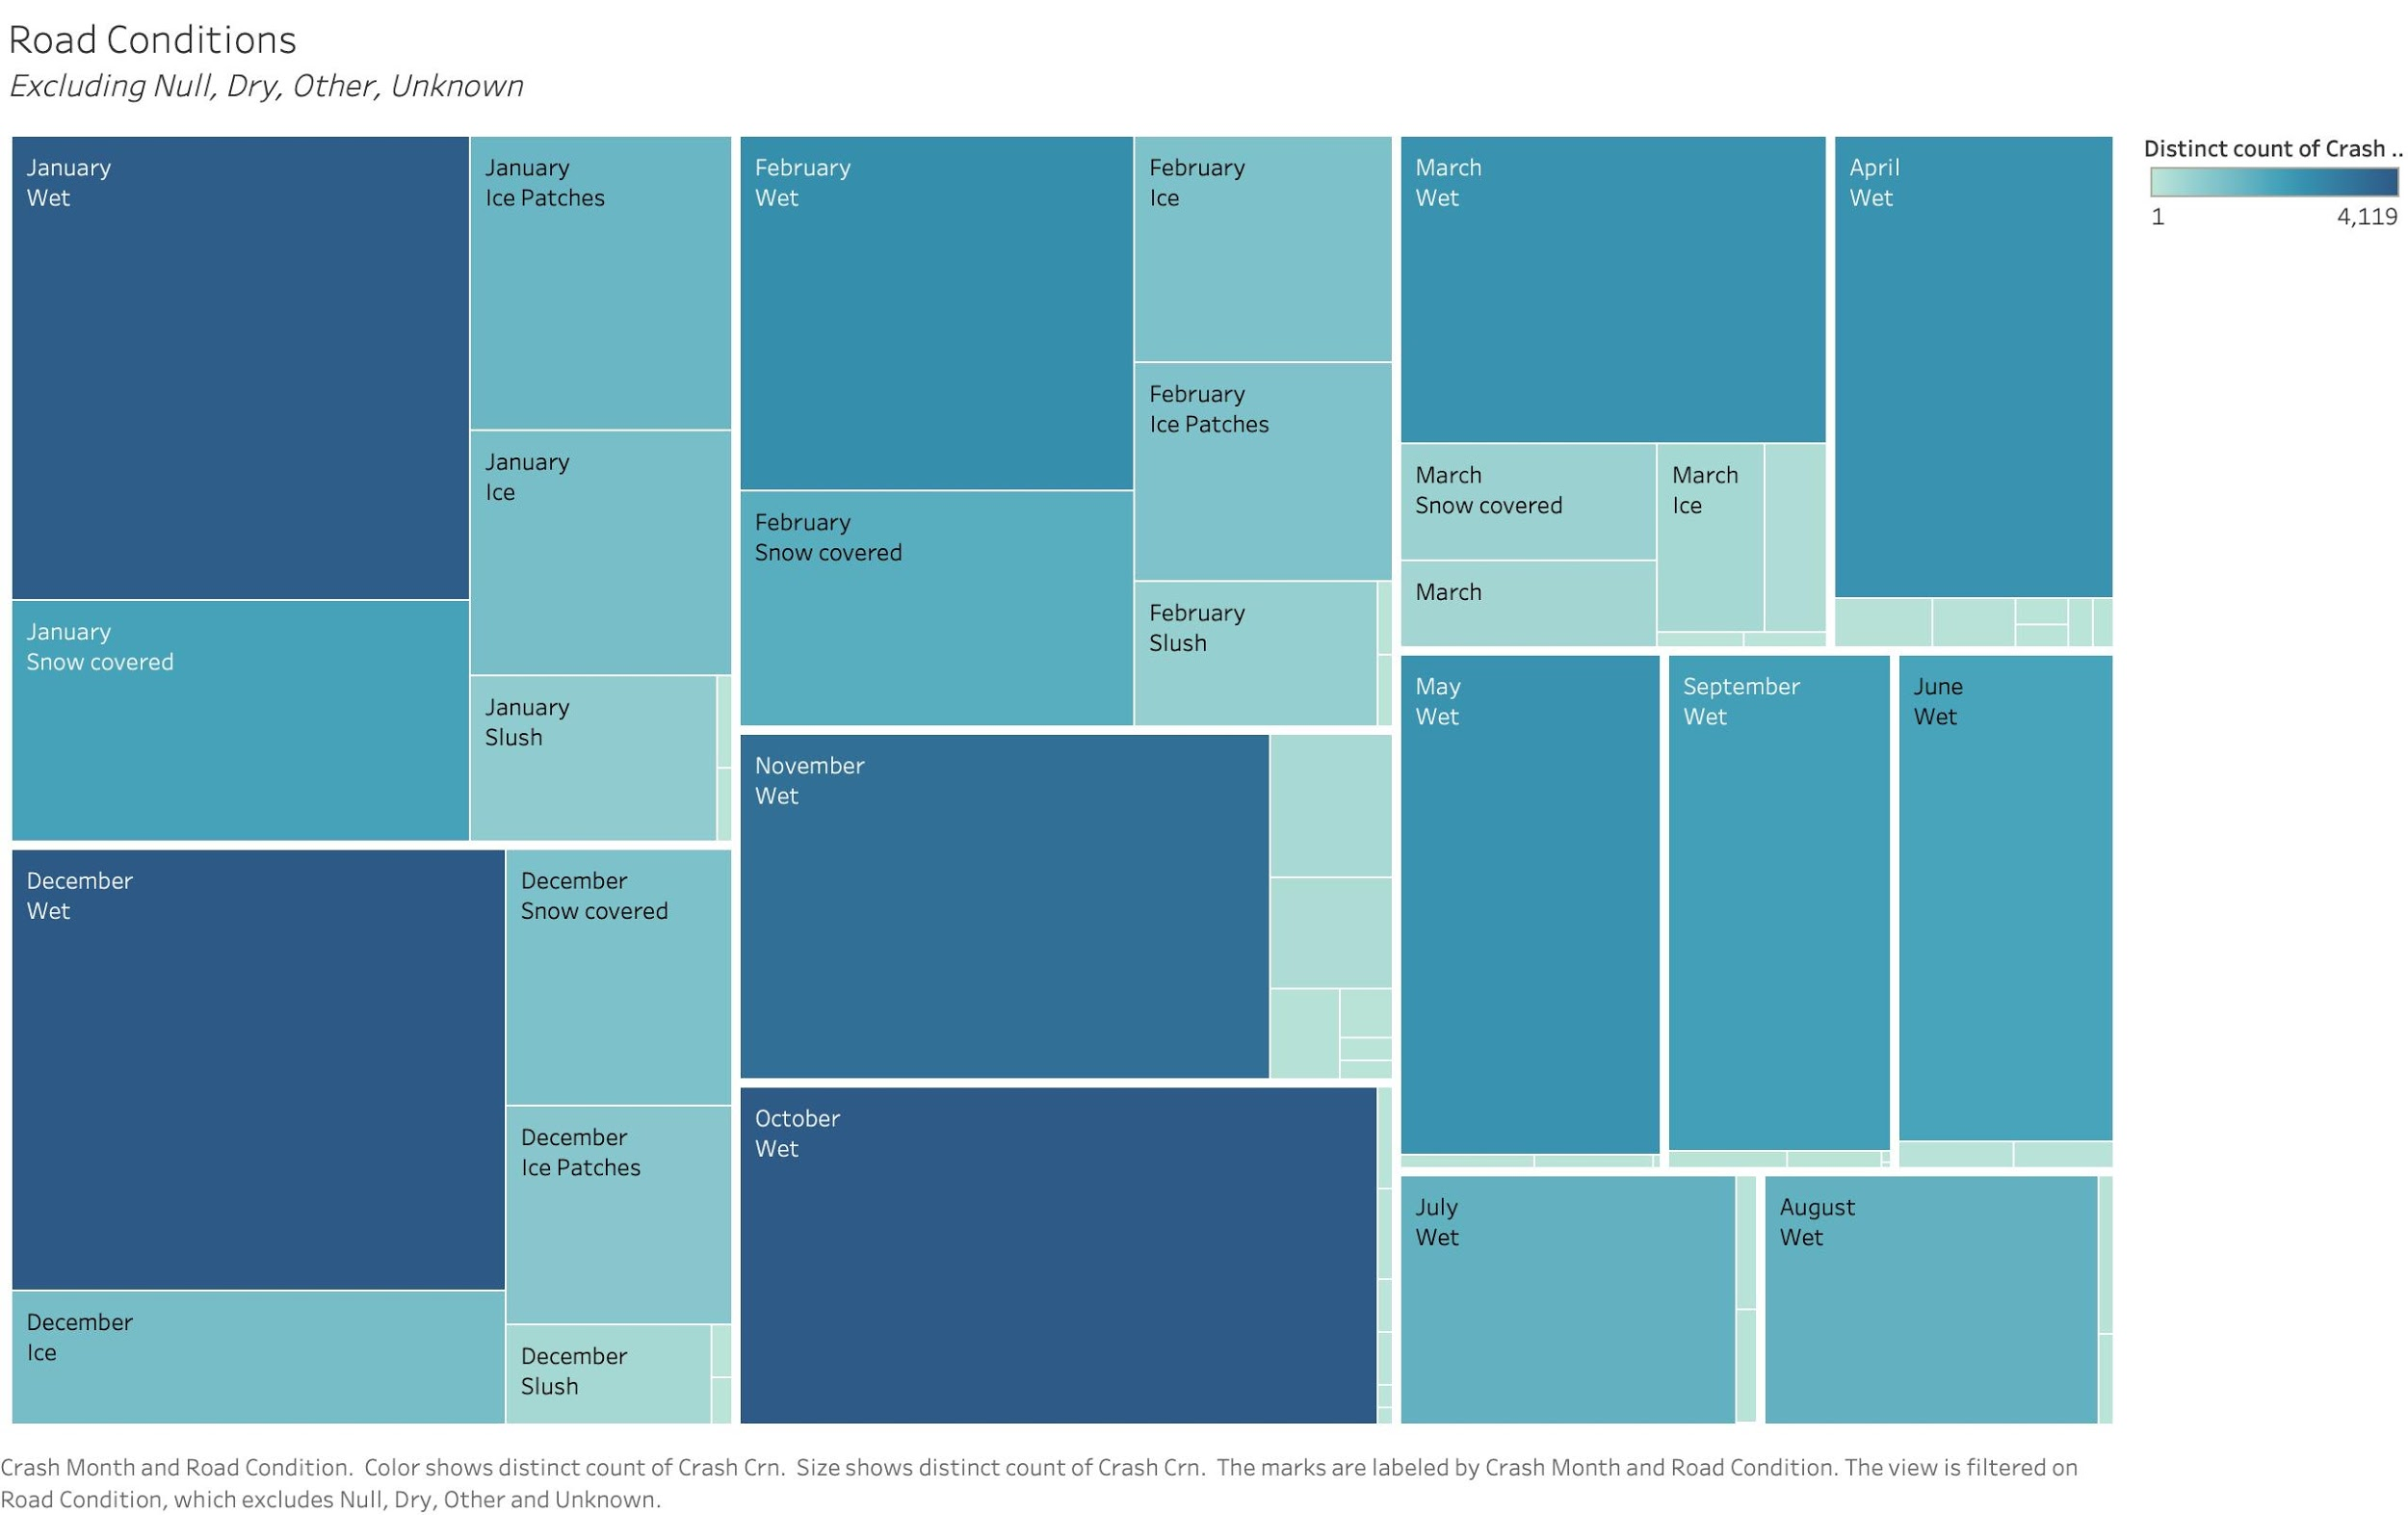 Road Conditions
Excluding Null, Dry, Other, Unknown
January
Wet
January
Ice Patches
January
Ice
January
Snow covered
January
Slush
December
Wet
December
Snow covered
December
Ice Patches
December
Ice
December
Slush
February
Wet
February
Ice
February
Ice Patches
February
Snow covered
February
Slush
November
Wet
October
Wet
March
Wet
March
Snow covered
March
Ice
March
April
Wet
May
Wet
September
Wet
June
Wet
July
Wet
August
Wet
Distinct count of Crash ..
1 4,119
Crash Month and Road Condition. Color shows distinct count of Crash Crn. Size shows distinct count of Crash Crn. The marks are labeled by Crash Month and Road Condition. The view is filtered on
Road Condition, which excludes Null, Dry, Other and Unknown.